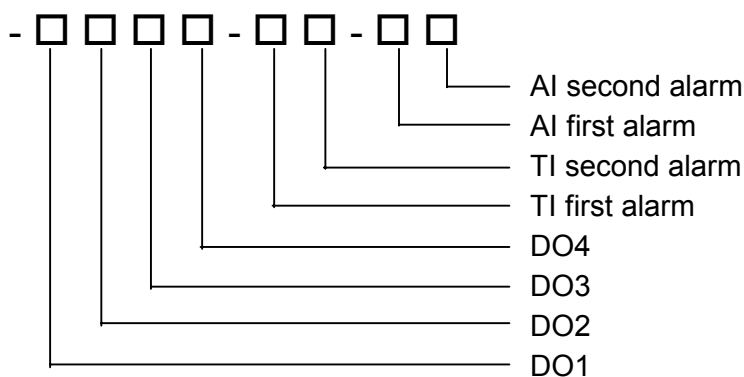 - □ □ □ □ - □ □ - □ □
AI second alarm
AI first alarm
TI second alarm
TI first alarm
DO4
DO3
DO2
DO1